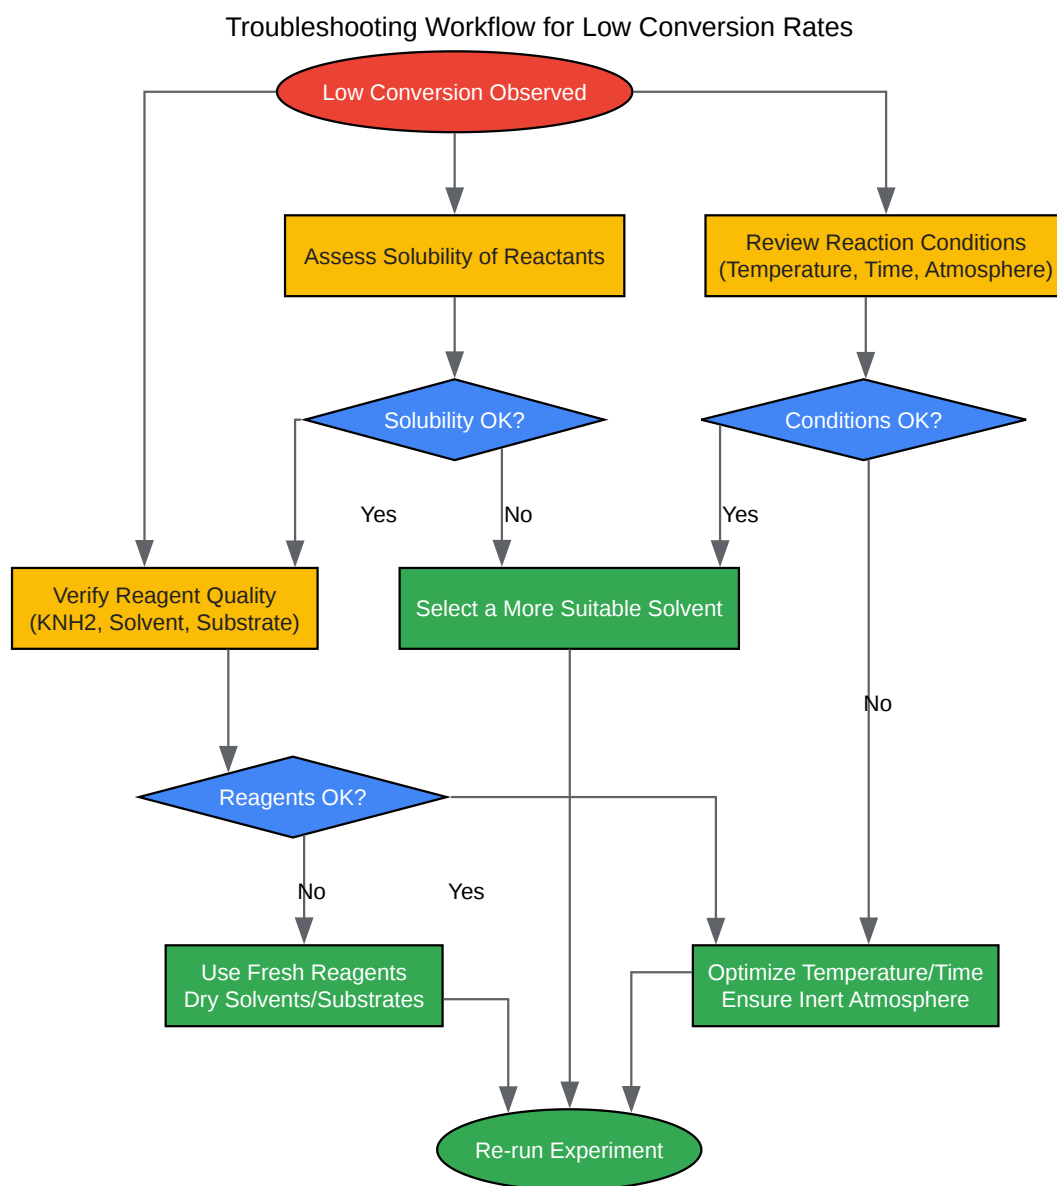 Troubleshooting Workflow for Low Conversion Rates
Low Conversion Observed
Assess Solubility of Reactants
Review Reaction Conditions
(Temperature, Time, Atmosphere)
Solubility OK?
Conditions OK?
Yes
No
Yes
Verify Reagent Quality
(KNH2, Solvent, Substrate)
Select a More Suitable Solvent
No
Reagents OK?
No
Yes
Use Fresh Reagents
Dry Solvents/Substrates
Optimize Temperature/Time
Ensure Inert Atmosphere
Re-run Experiment